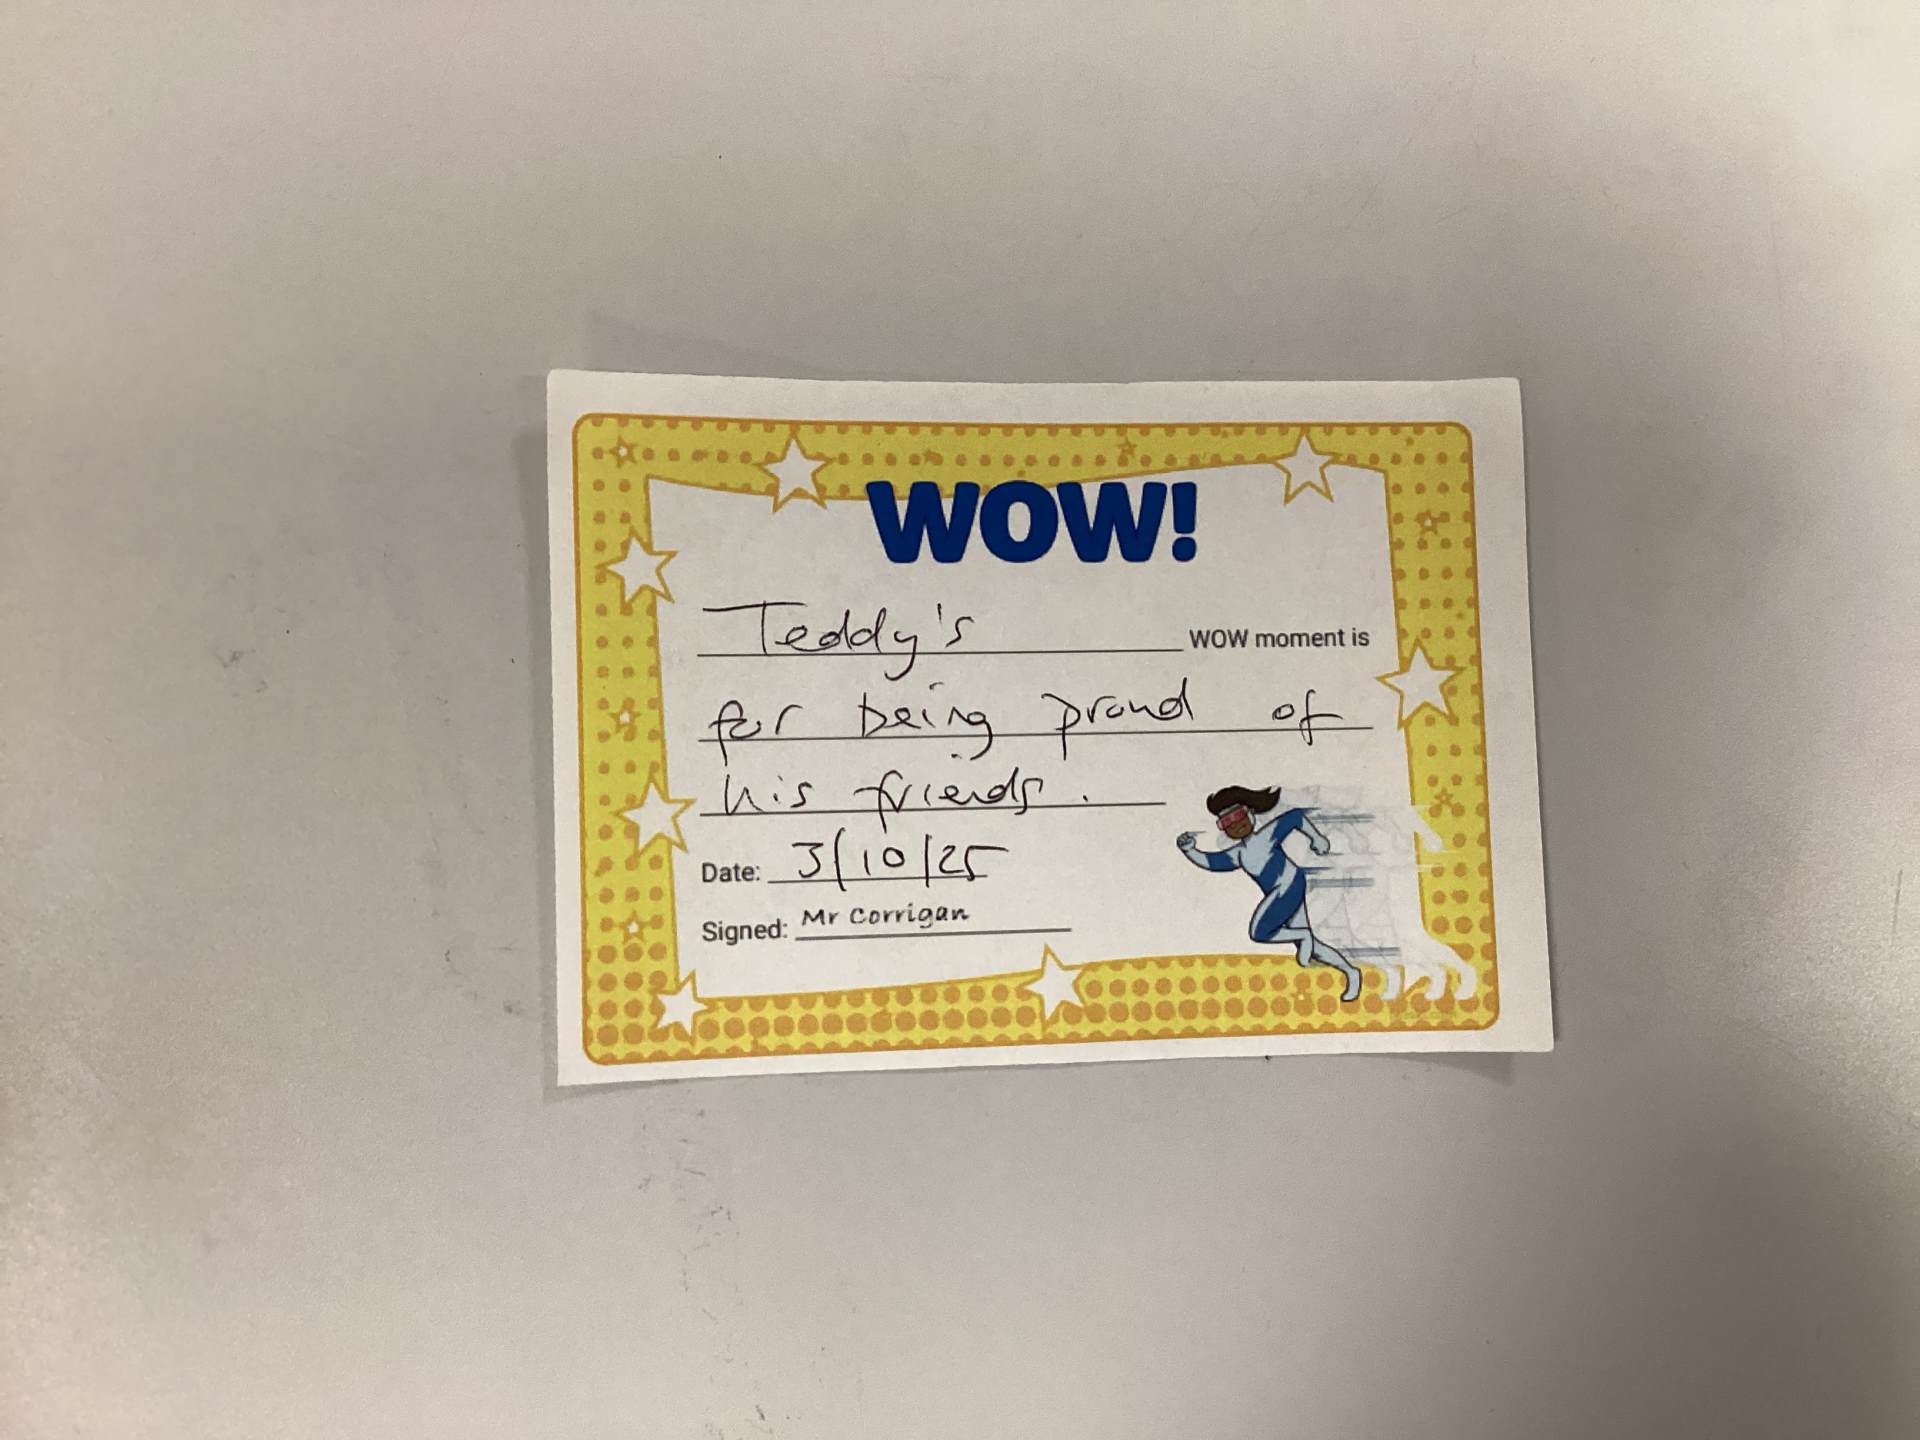 WOW!
Teddy's WOW moment is
for being proud of
his friends.
Date: 3/10/25
Signed: Mr Corrigan